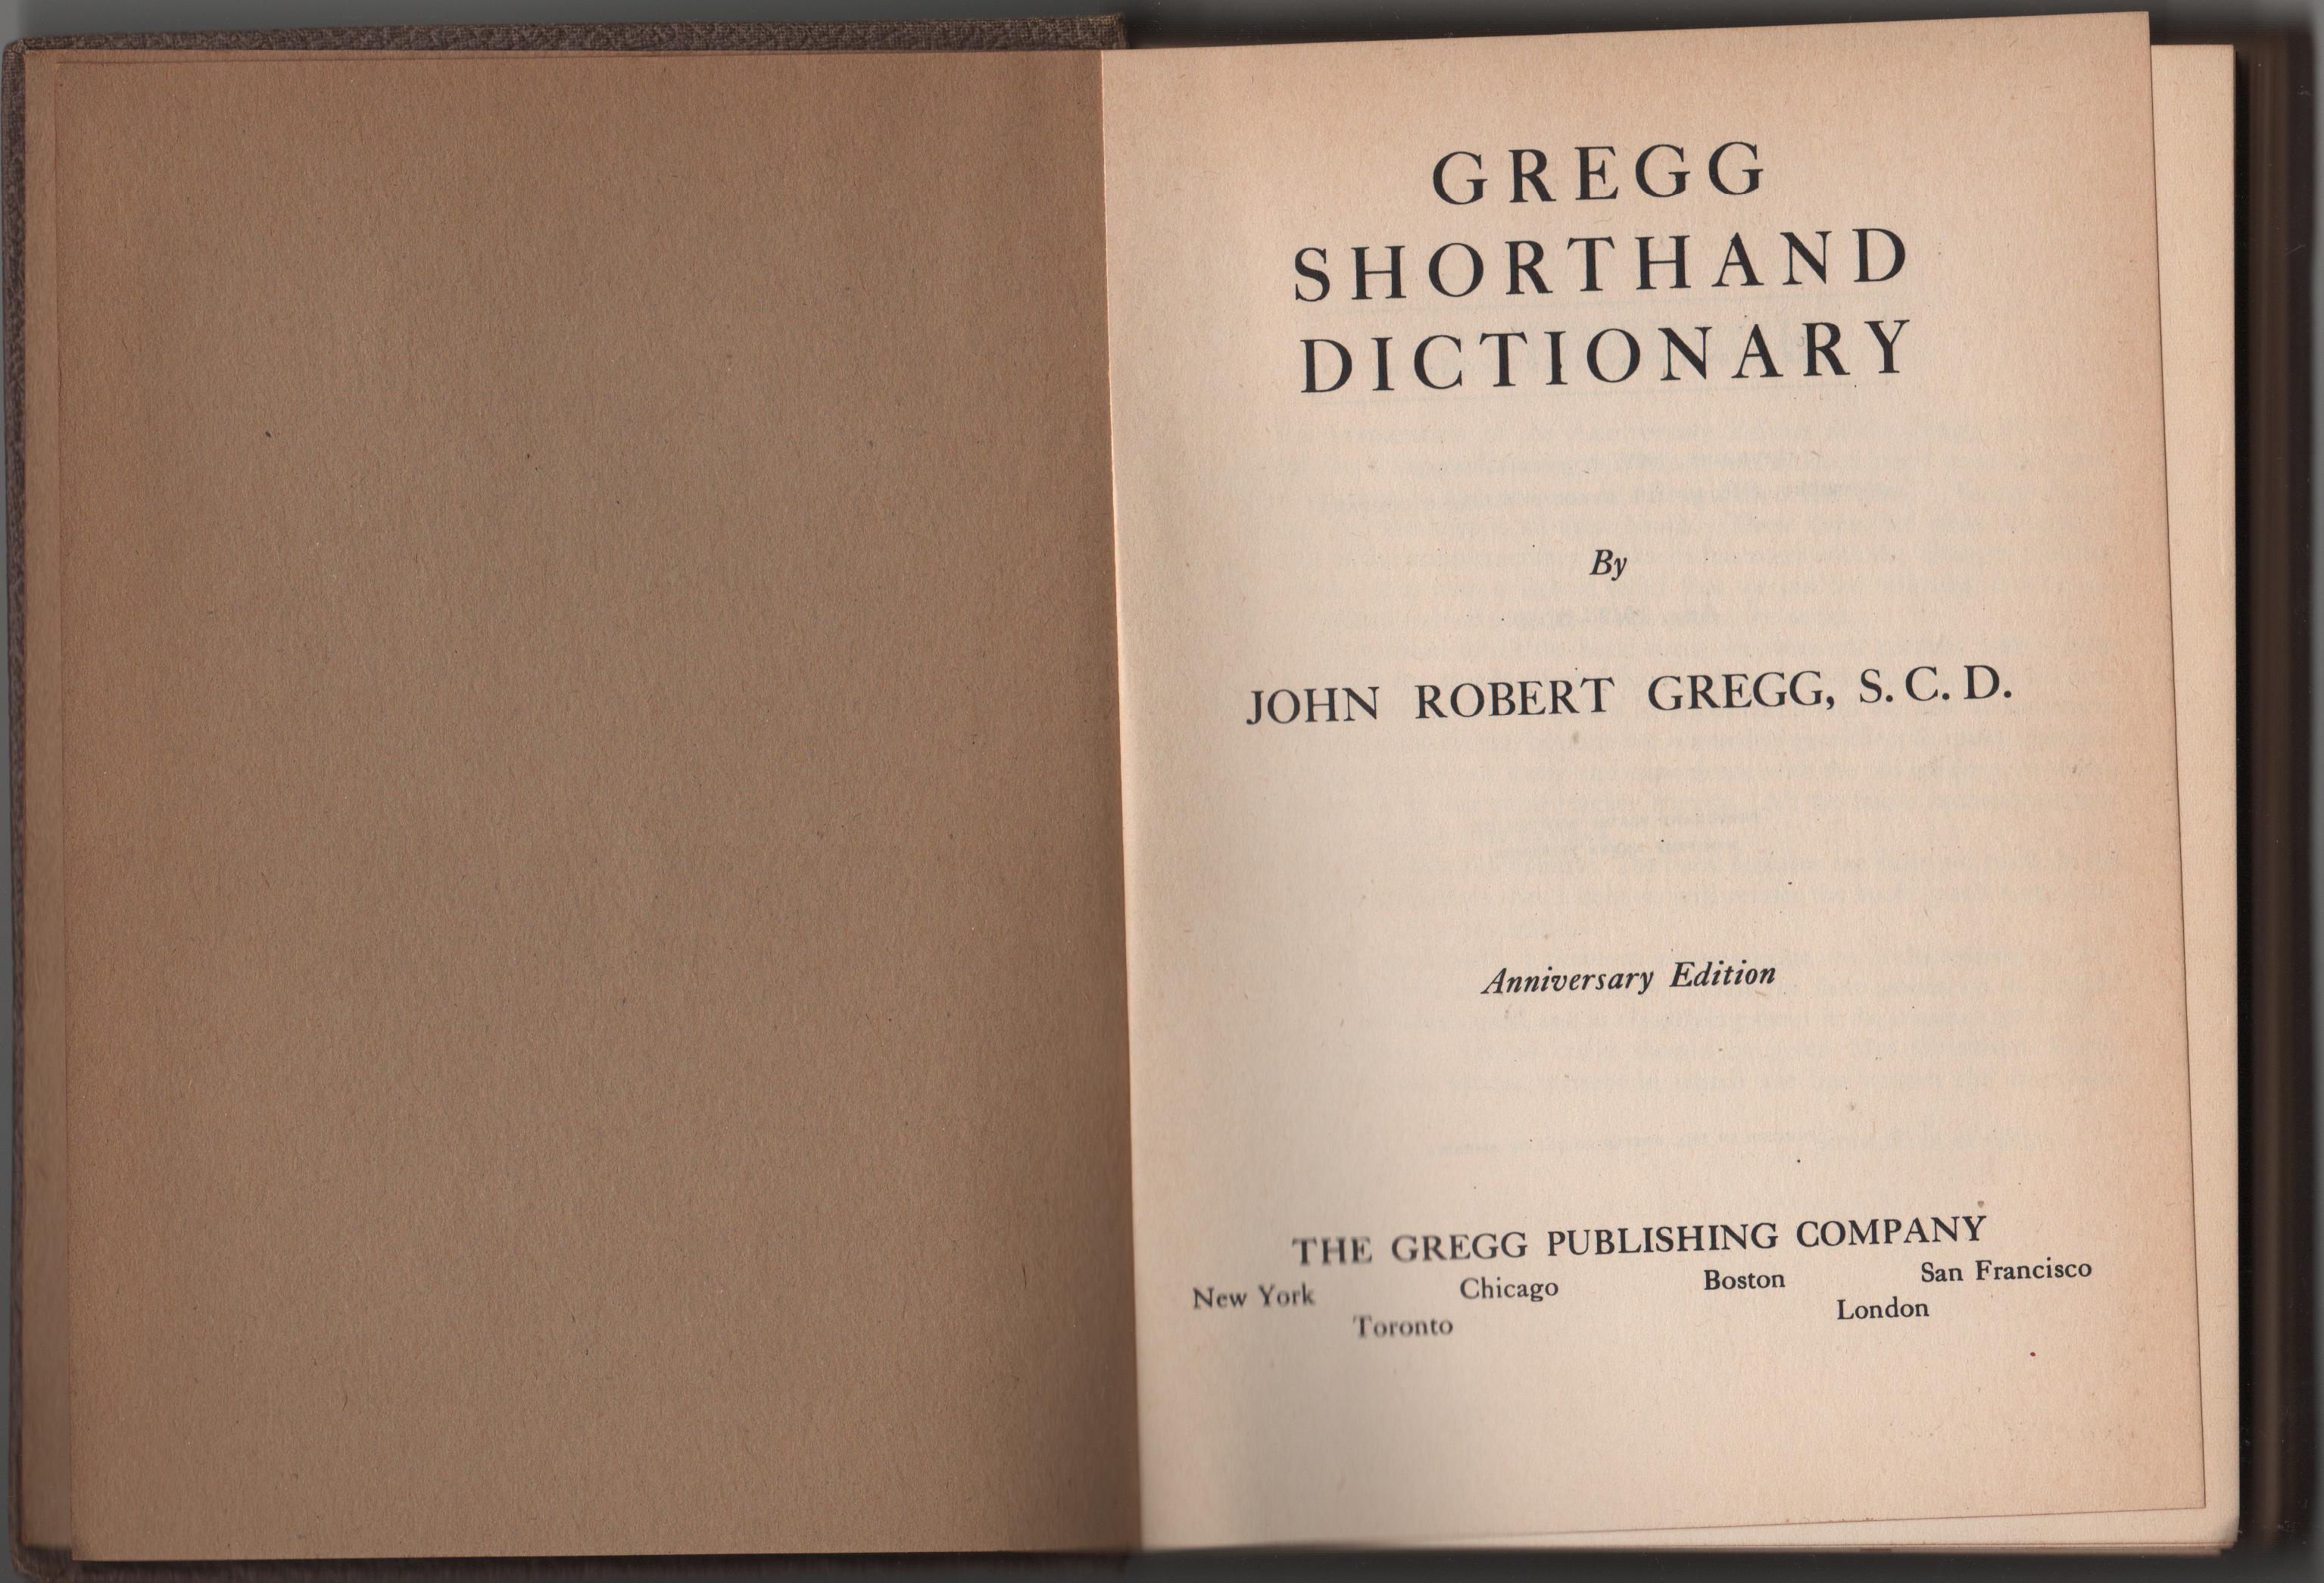 GREGG
SHORTHAND
DICTIONARY
By
JOHN ROBERT GREGG, S.C.D.
Anniversary Edition
THE GREGG PUBLISHING COMPANY
New York Chicago Boston San Francisco
Toronto London